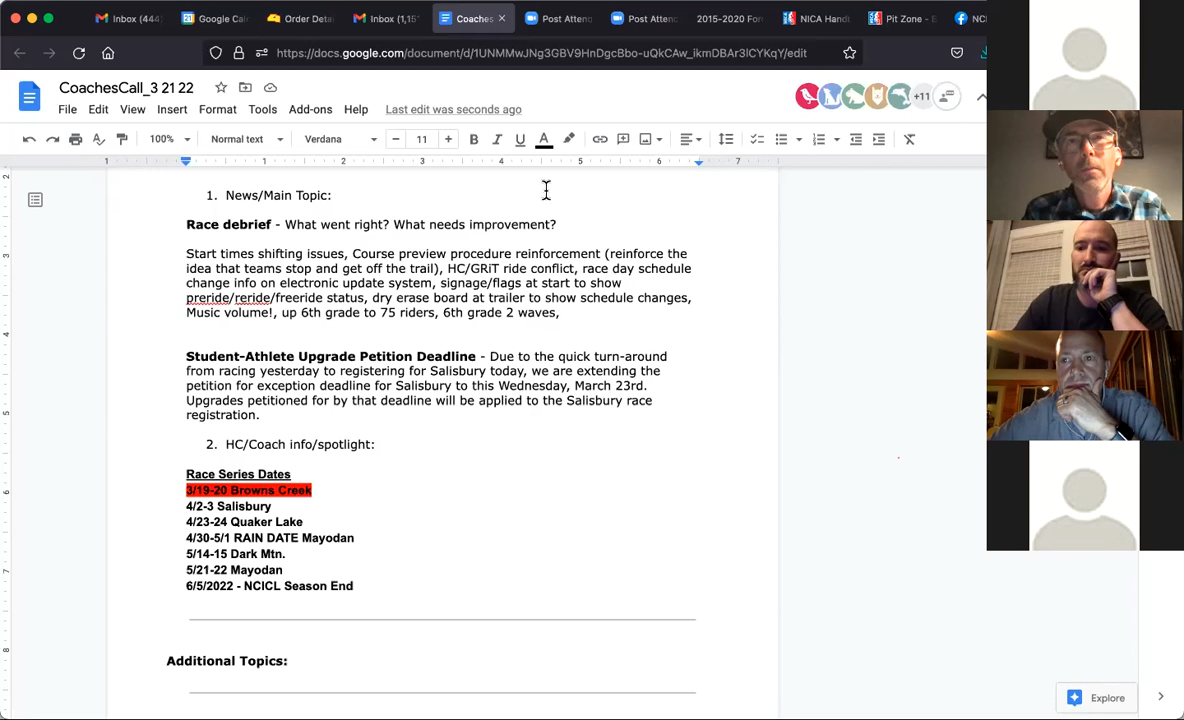 Inbox (444
Google Cal
Order Deta
Inbox (1,15
Coaches
Post Atten
Post Atten
2015-2020 For
NICA Handb
Pit Zone - B
NCI
https://docs.google.com/document/d/1UNMMwJNg3GBV9HnDgcBbo-uQkCAw_ikmDBAr3lCYKqY/edit
CoachesCall_3 21 22
File Edit View Insert Format Tools Add-ons Help Last edit was seconds ago
+11
100% Normal text Verdana 11
1 1 2 3 4 5 6 7
1. News/Main Topic:
Race debrief - What went right? What needs improvement?
Start times shifting issues, Course preview procedure reinforcement (reinforce the
idea that teams stop and get off the trail), HC/GRiT ride conflict, race day schedule
change info on electronic update system, signage/flags at start to show
preride/reride/freeride status, dry erase board at trailer to show schedule changes,
Music volume!, up 6th grade to 75 riders, 6th grade 2 waves,
Student-Athlete Upgrade Petition Deadline - Due to the quick turn-around
from racing yesterday to registering for Salisbury today, we are extending the
petition for exception deadline for Salisbury to this Wednesday, March 23rd.
Upgrades petitioned for by that deadline will be applied to the Salisbury race
registration.
2. HC/Coach info/spotlight:
Race Series Dates
3/19-20 Browns Creek
4/2-3 Salisbury
4/23-24 Quaker Lake
4/30-5/1 RAIN DATE Mayodan
5/14-15 Dark Mtn.
5/21-22 Mayodan
6/5/2022 - NCICL Season End
Additional Topics:
Explore